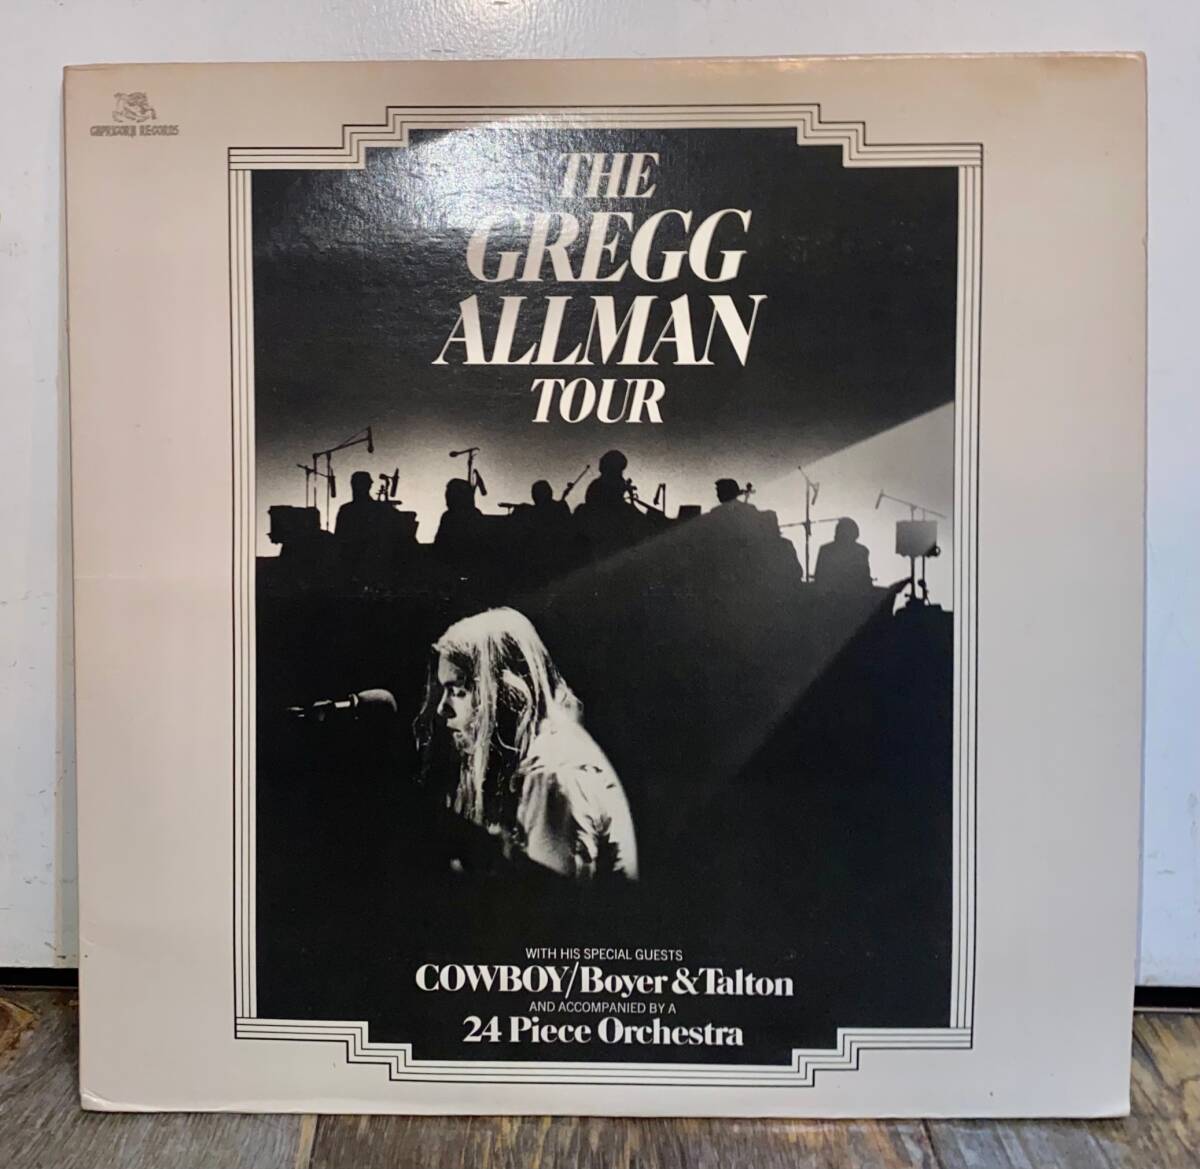 CAPRICORN RECORDS
THE
GREGG
ALLMAN
TOUR
WITH HIS SPECIAL GUESTS
COWBOY/Boyer & Talton
AND ACCOMPANIED BY A
24 Piece Orchestra